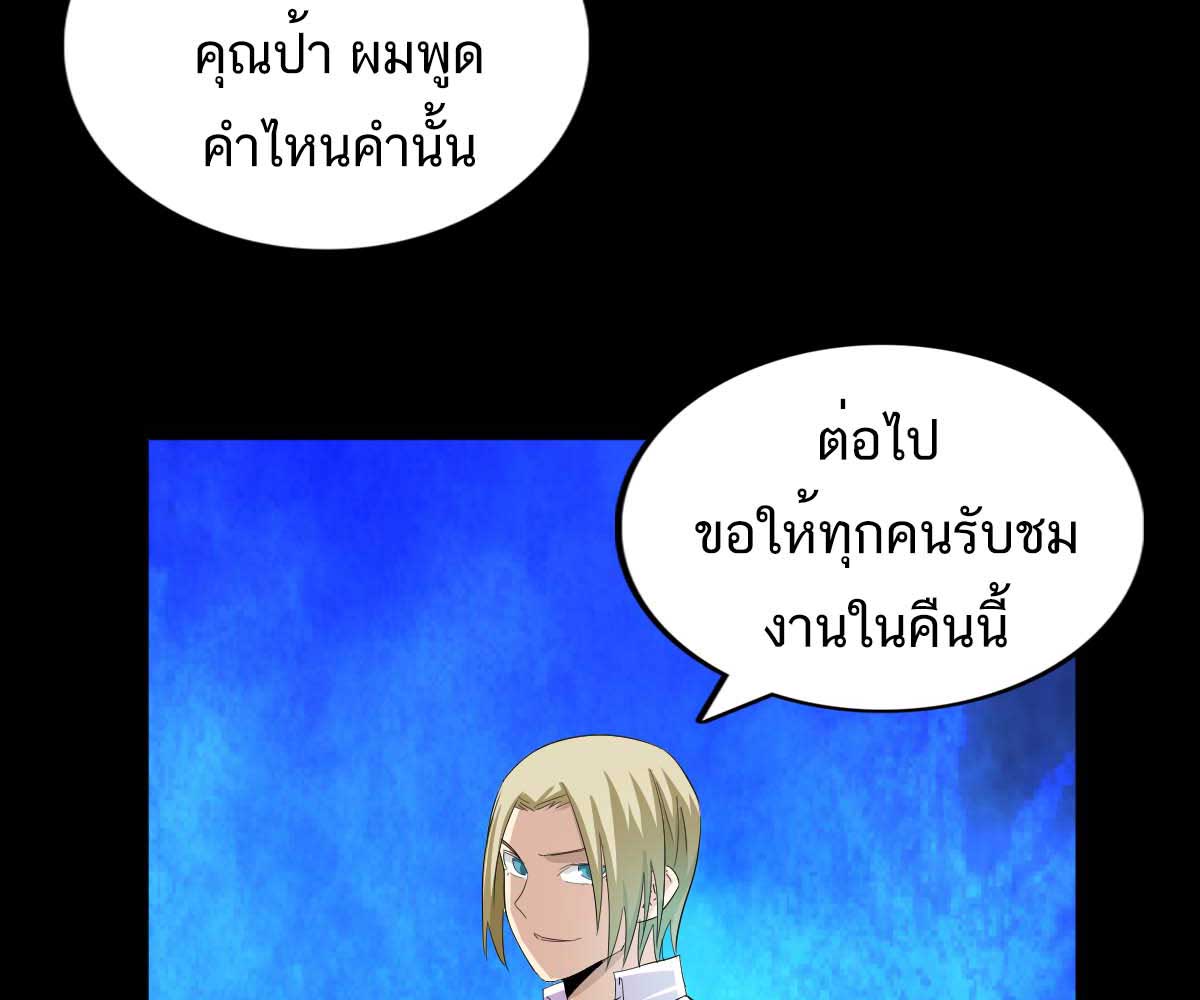 คุณป้า ผมพูด
คำไหนคำนั้น
ต่อไป
ขอให้ทุกคนรับชม
งานในคืนนี้